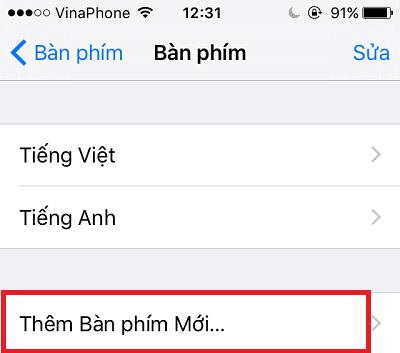 VinaPhone 12:31 91%
Bàn phím Bàn phím Sửa
Tiếng Việt
Tiếng Anh
Thêm Bàn phím Mới...